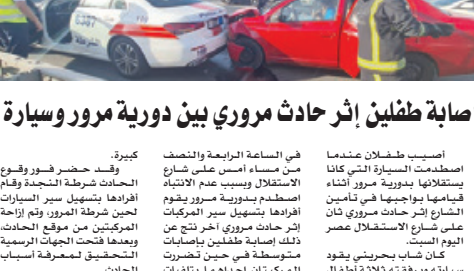 صابة طفلين إثر حادث مروري بين دورية مرور وسيارة
أصيب طفلان عندما
اصطدمت السيارة التي كانا
يستقلانها بدورية مرور أثناء
قيامها بواجبها في تأمين
الشارع إثر حادث مروري ثان
على شارع الاستقلال عصر
يوم السبت.
كان شاب بحريني يقود
في الساعة الرابعة والنصف
من مساء أمس على شارع
الاستقلال وبسبب عدم الانتباه
اصطدم بدورية مرور يقوم
أفرادها بتسهيل سير المركبات
إثر حادث مروري آخر نتج عن
ذلك إصابة طفلين بإصابات
متوسطة في حين تضررت
كبيرة.
وقد حضر فور وقوع
الحادث شرطة النجدة وقام
أفرادها بتسهيل سير السيارات
لحين شرطة المرور، وتم إزاحة
المركبتين من موقع الحادث،
وبعدها فتحت الجهات الرسمية
التحقيق لمعرفة أسباب
الحادث.